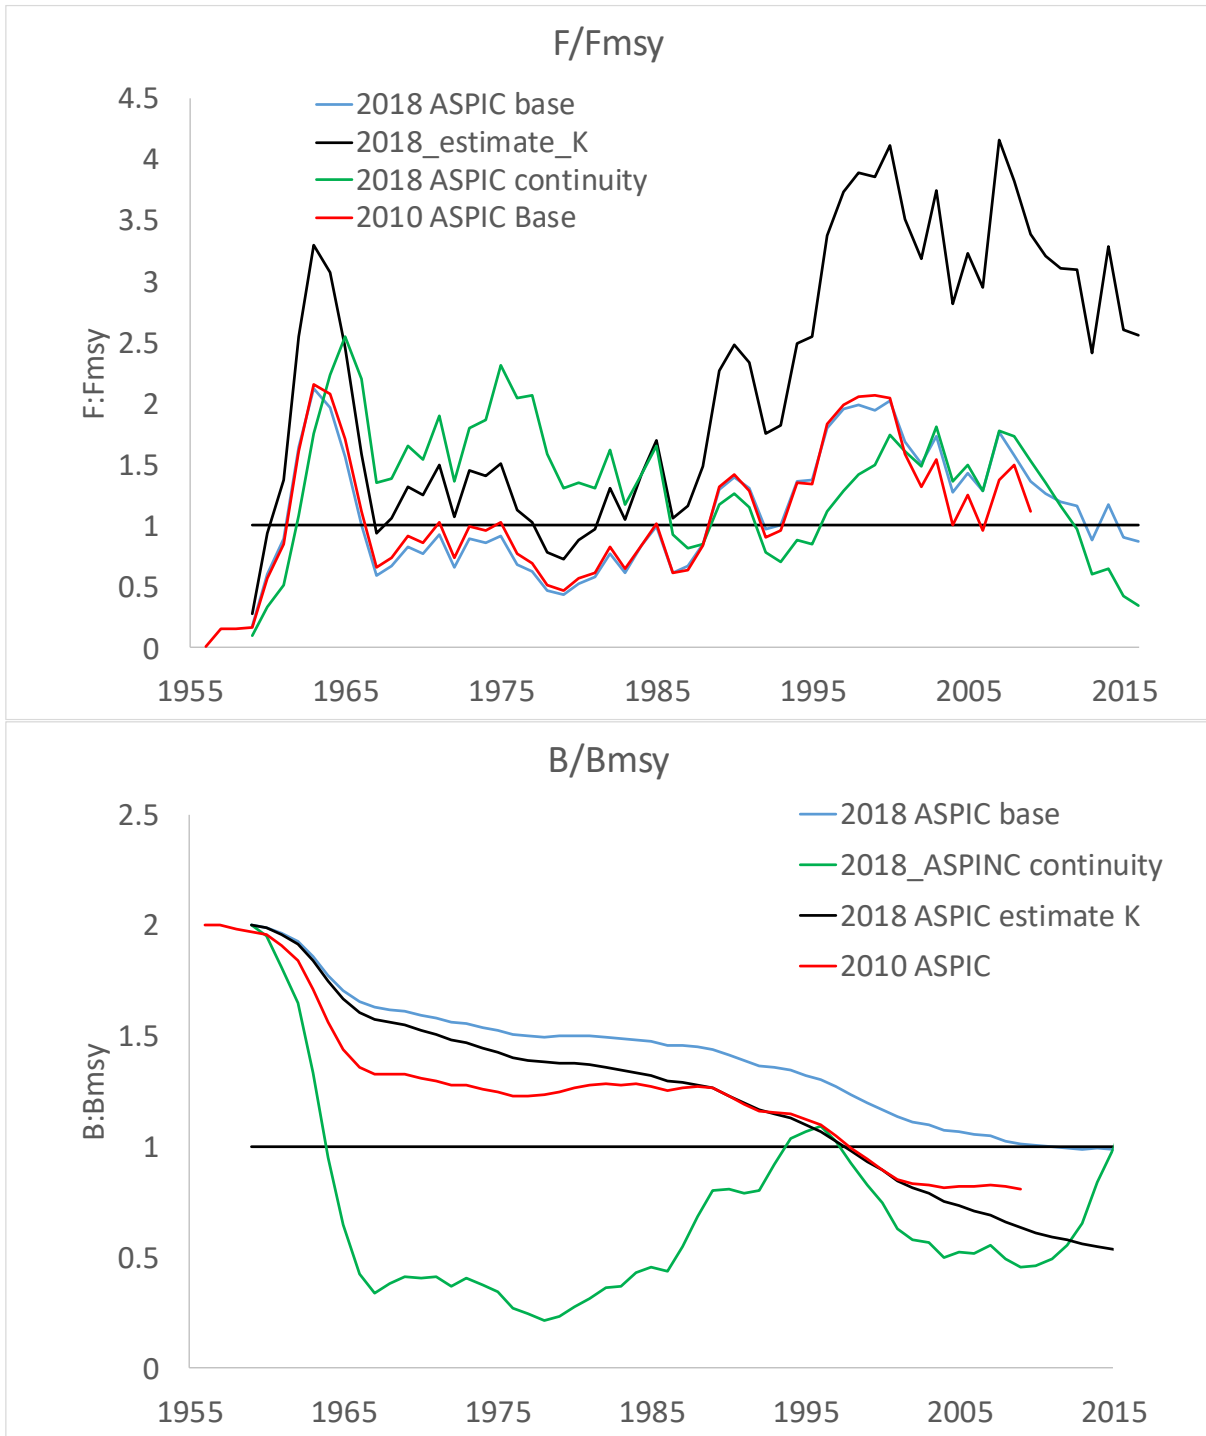 F/Fmsy
2018 ASPIC base
2018_estimate_K
2018 ASPIC continuity
2010 ASPIC Base
4.5
4
3.5
3
2.5
2
1.5
1
0.5
0
F:Fmsy
1955 1965 1975 1985 1995 2005 2015
B/Bmsy
2018 ASPIC base
2018_ASPINC continuity
2018 ASPIC estimate K
2010 ASPIC
2.5
2
1.5
1
0.5
0
B:Bmsy
1955 1965 1975 1985 1995 2005 2015